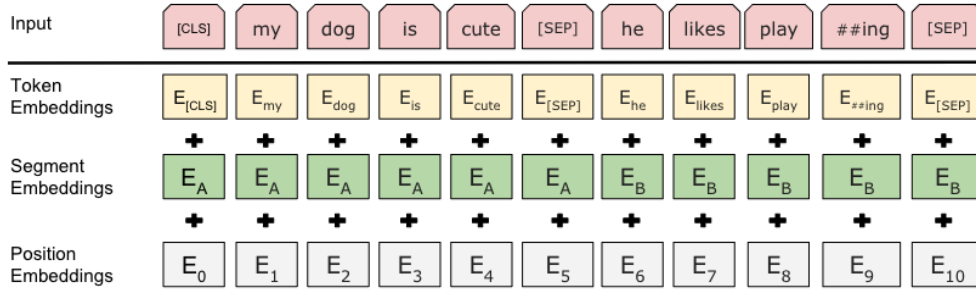 Input [CLS] my dog is cute [SEP] he likes play ##ing [SEP]
Token Embeddings E[CLS] Emy Edog Eis Ecute E[SEP] Ehe Elikes Eplay E##ing E[SEP]
+ + + + + + + + + + +
Segment Embeddings EA EA EA EA EA EA EB EB EB EB EB
+ + + + + + + + + + +
Position Embeddings E0 E1 E2 E3 E4 E5 E6 E7 E8 E9 E10